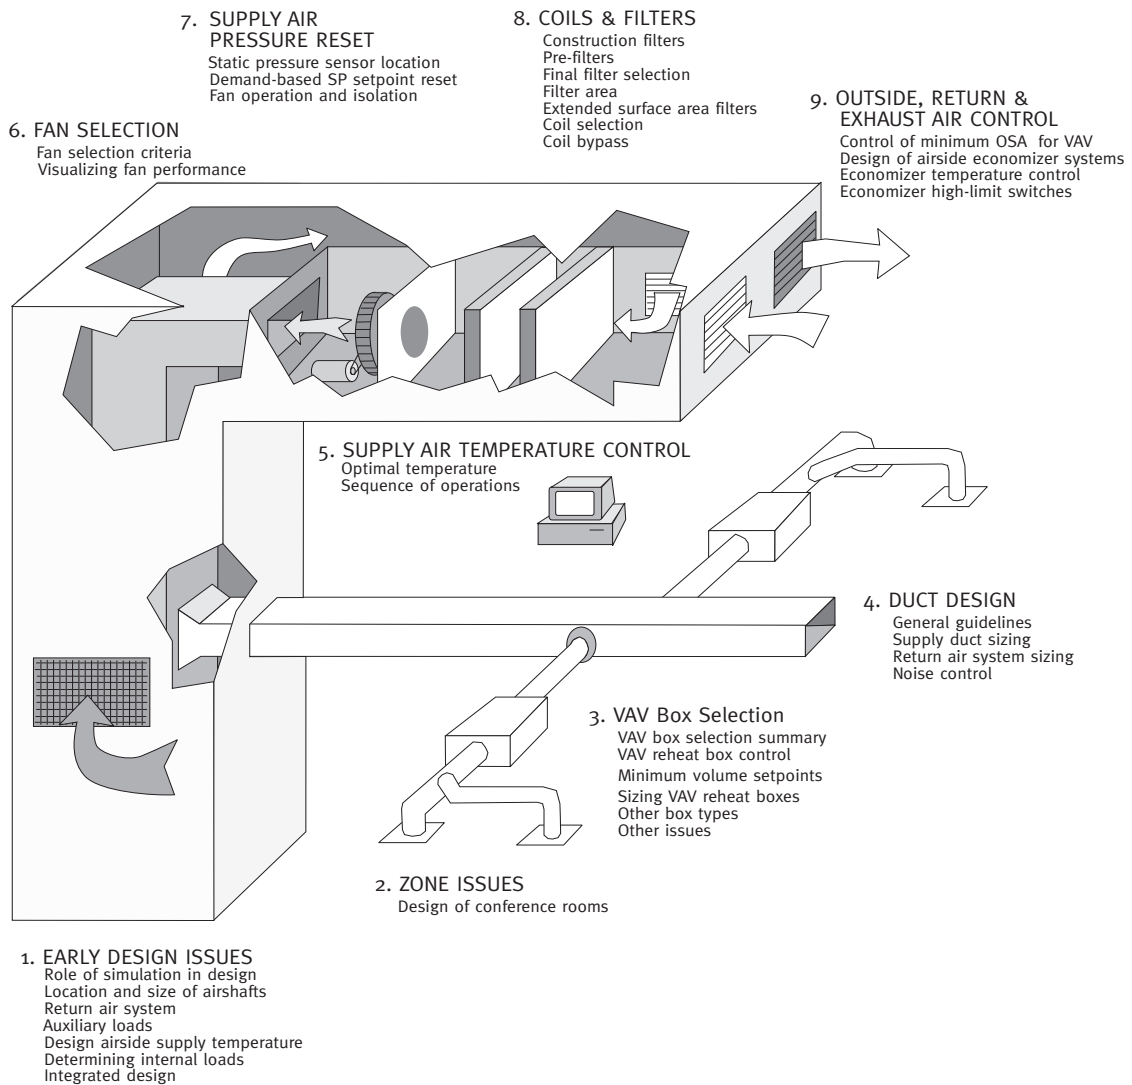 7. SUPPLY AIR
PRESSURE RESET
Static pressure sensor location
Demand-based SP setpoint reset
Fan operation and isolation
8. COILS & FILTERS
Construction filters
Pre-filters
Final filter selection
Filter area
Extended surface area filters
Coil selection
Coil bypass
9. OUTSIDE, RETURN &
EXHAUST AIR CONTROL
Control of minimum OSA for VAV
Design of airside economizer systems
Economizer temperature control
Economizer high-limit switches
6. FAN SELECTION
Fan selection criteria
Visualizing fan performance
5. SUPPLY AIR TEMPERATURE CONTROL
Optimal temperature
Sequence of operations
4. DUCT DESIGN
General guidelines
Supply duct sizing
Return air system sizing
Noise control
3. VAV Box Selection
VAV box selection summary
VAV reheat box control
Minimum volume setpoints
Sizing VAV reheat boxes
Other box types
Other issues
2. ZONE ISSUES
Design of conference rooms
1. EARLY DESIGN ISSUES
Role of simulation in design
Location and size of airshafts
Return air system
Auxiliary loads
Design airside supply temperature
Determining internal loads
Integrated design